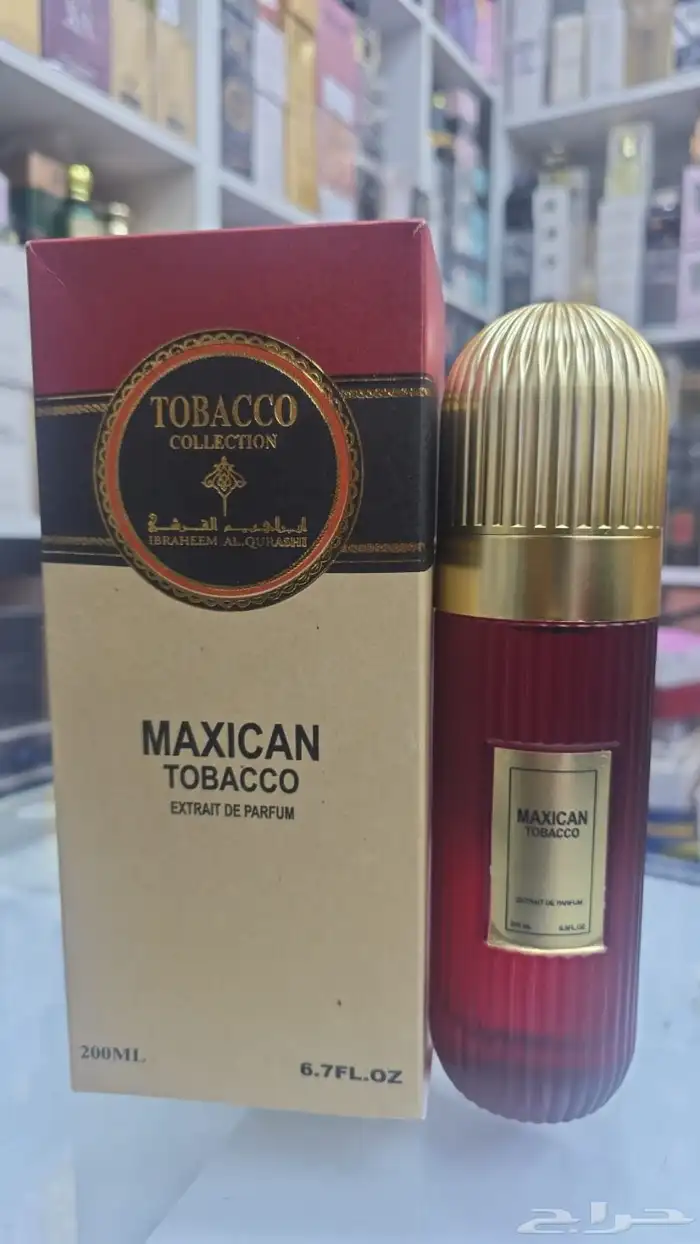 TOBACCO
COLLECTION
ابراهيم القرشي
IBRAHEEM AL.QURASHI
MAXICAN
TOBACCO
EXTRAIT DE PARFUM
200ML
6.7FL.OZ
MAXICAN
TOBACCO
EXTRAIT DE PARFUM
حراج